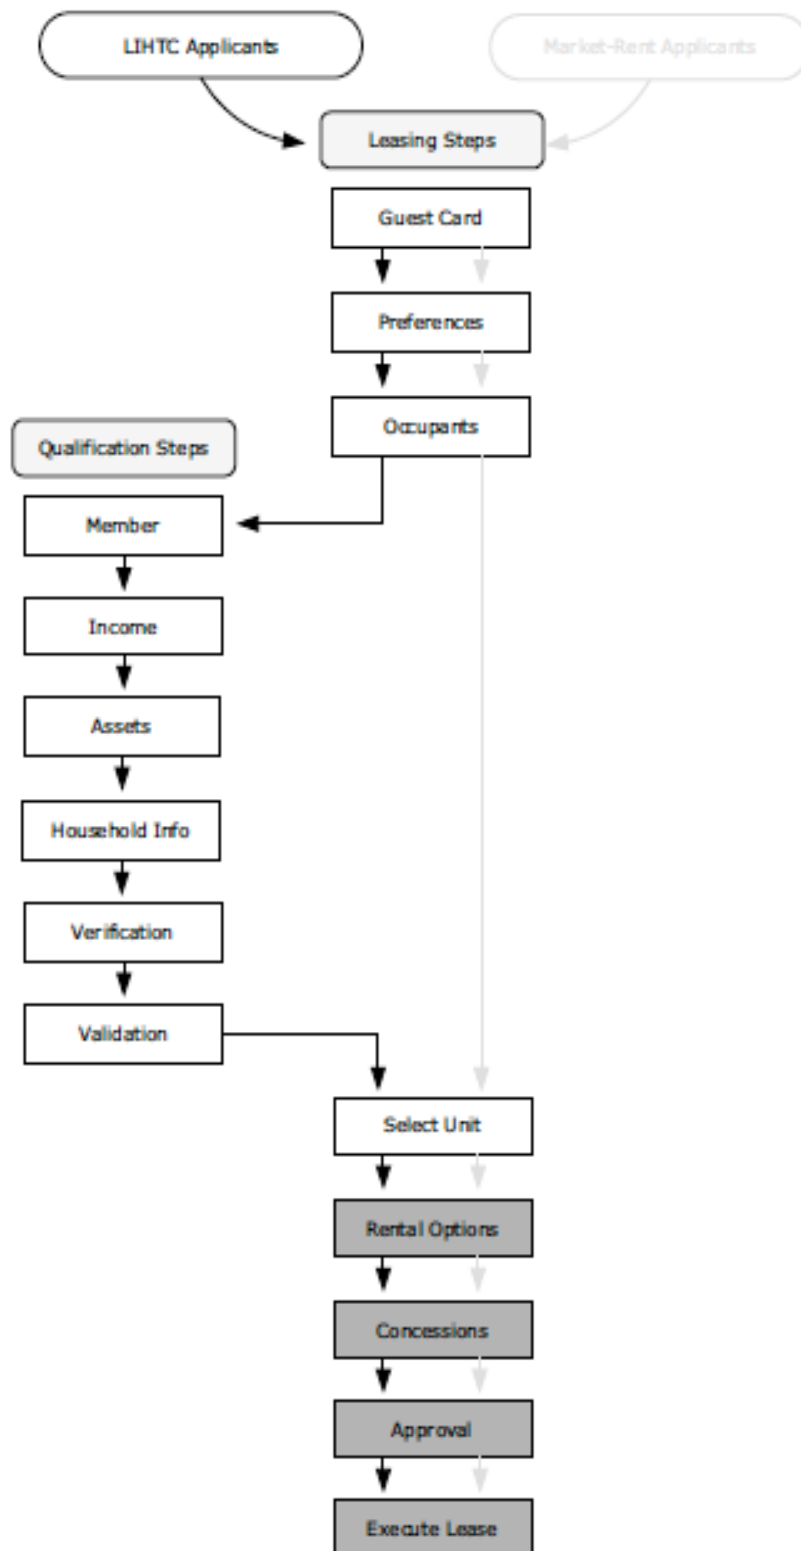 LIHTC Applicants
Market-Rent Applicants
Leasing Steps
Guest Card
Preferences
Occupants
Qualification Steps
Member
Income
Assets
Household Info
Verification
Validation
Select Unit
Rental Options
Concessions
Approval
Execute Lease